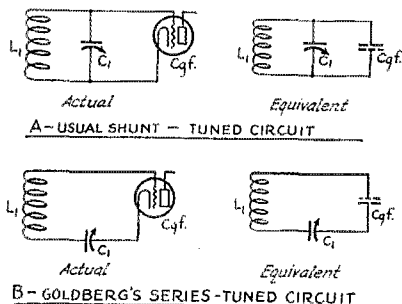 L₁ C₁ Cgf. L₁ C₁ Cgf.
Actual Equivalent
A-USUAL SHUNT - TUNED CIRCUIT
L₁ C₁ Cgf. L₁ C₁ Cgf.
Actual Equivalent
B-GOLDBERG'S SERIES-TUNED CIRCUIT